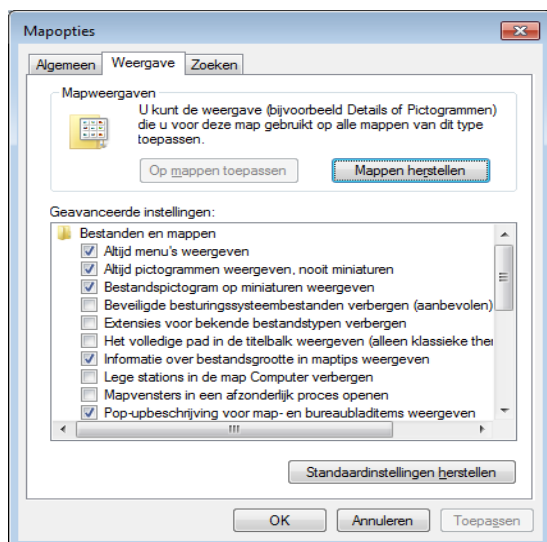 Mapopties
Algemeen Weergave Zoeken
Mapweergaven
U kunt de weergave (bijvoorbeeld Details of Pictogrammen)
die u voor deze map gebruikt op alle mappen van dit type
toepassen.
Op mappen toepassen Mappen herstellen
Geavanceerde instellingen:
Bestanden en mappen
Altijd menu's weergeven
Altijd pictogrammen weergeven, nooit miniaturen
Bestandspictogram op miniaturen weergeven
Beveiligde besturingssysteembestanden verbergen (aanbevolen)
Extensies voor bekende bestandstypen verbergen
Het volledige pad in de titelbalk weergeven (alleen klassieke
Informatie over bestandsgrootte in maptips weergeven
Lege stations in de map Computer verbergen
Mapvensters in een afzonderlijk proces openen
Pop-upbeschrijving voor map- en bureaubladitems weergeven
Standaardinstellingen herstellen
OK Annuleren Toepassen